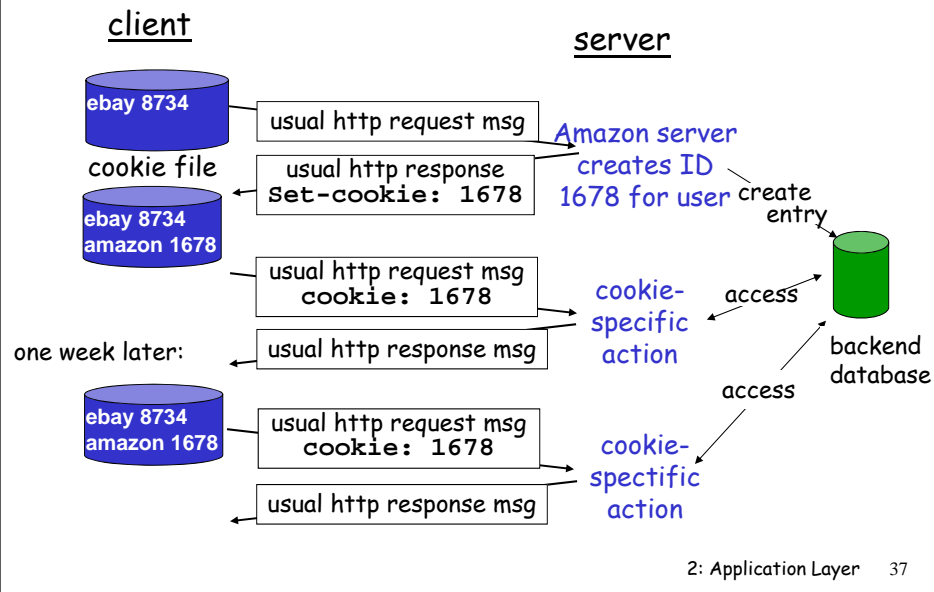 client
server
ebay 8734
usual http request msg
Amazon server
creates ID
1678 for user
cookie file
usual http response
Set-cookie: 1678
create
entry
ebay 8734
amazon 1678
usual http request msg
cookie: 1678
cookie-
specific
action
access
one week later:
usual http response msg
backend
database
access
ebay 8734
amazon 1678
usual http request msg
cookie: 1678
cookie-
spectific
action
usual http response msg
2: Application Layer 37